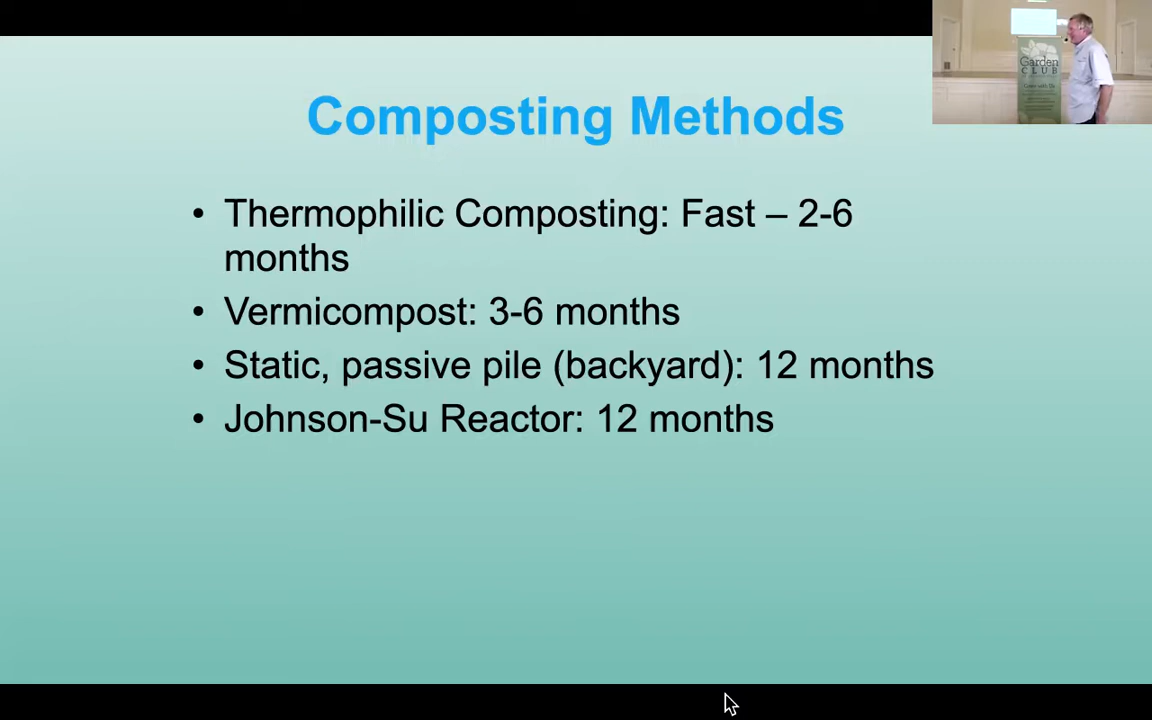 Composting Methods
• Thermophilic Composting: Fast – 2-6
months
• Vermicompost: 3-6 months
• Static, passive pile (backyard): 12 months
• Johnson-Su Reactor: 12 months
Garden
CLUB